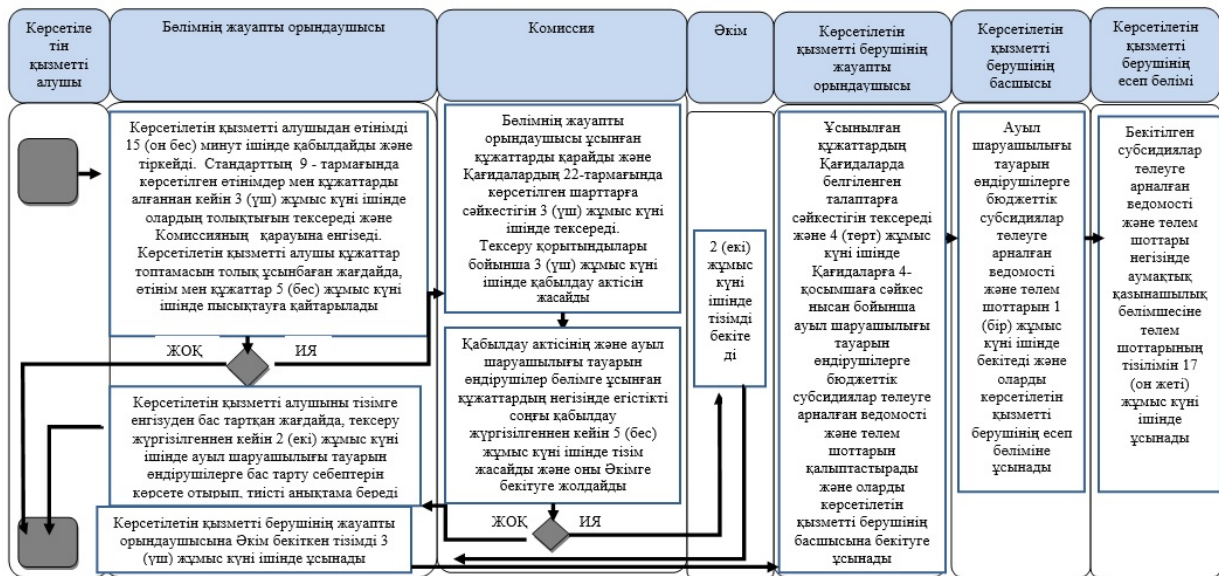 Көрсетіле
тін
қызметті
алушы
Бөлімнің жауапты орындаушысы
Комиссия
Әкім
Көрсетілетін
қызметті берушінің
жауапты
орындаушысы
Көрсетілетін
қызметті
берушінің
басшысы
Көрсетілетін
қызметті
берушінің
есеп бөлімі
Көрсетілетін қызметті алушыдан өтінімді
15 (он бес) минут ішінде қабылдайды және
тіркейді. Стандарттың 9 - тармағында
көрсетілген өтінімдер мен құжаттарды
алғаннан кейін 3 (үш) жұмыс күні ішінде
олардың толықтығын тексереді және
Комиссияның қарауына енгізеді.
Көрсетілетін қызметті алушы құжаттар
топтамасын толық ұсынбаған жағдайда,
өтінім мен құжаттар 5 (бес) жұмыс күні
ішінде пысықтауға қайтарылады
ЖОҚ
ИЯ
Көрсетілетін қызметті алушыны тізімге
енгізуден бас тартқан жағдайда, тексеру
жүргізілгеннен кейін 2 (екі) жұмыс күні
ішінде ауыл шаруашылығы тауарын
өндірушілерге бас тарту себептерін
көрсете отырып, тиісті анықтама береді
Көрсетілетін қызметті берушінің жауапты
орындаушысына Әкім бекіткен тізімді 3
(үш) жұмыс күні ішінде ұсынады
Бөлімнің жауапты
орындаушысы ұсынған
құжаттарды қарайды және
Қағидалардың 22-тармағында
көрсетілген шарттарға
сәйкестігін 3 (үш) жұмыс күні
ішінде тексереді.
Тексеру қорытындылары
бойынша 3 (үш) жұмыс күні
ішінде қабылдау актісін
жасайды
Қабылдау актісінің және ауыл
шаруашылығы тауарын
өндірушілер бөлімге ұсынған
құжаттардың негізінде егістікті
соңғы қабылдау
жүргізілгеннен кейін 5 (бес)
жұмыс күні ішінде тізім
жасайды және оны Әкімге
бекітуге жолдайды
ЖОҚ
ИЯ
2 (екі)
жұмыс
күні
ішінде
тізімді
бекіте
ді
Ұсынылған
құжаттардың
Қағидаларда
белгіленген
талаптарға
сәйкестігін тексереді
және 4 (төрт) жұмыс
күні ішінде
Қағидаларға 4-
қосымшаға сәйкес
нысан бойынша
ауыл шаруашылығы
тауарын
өндірушілерге
бюджеттік
субсидиялар төлеуге
арналған ведомості
және төлем
шоттарын
қалыптастырады
және оларды
көрсетілетін
қызметті берушінің
басшысына бекітуге
ұсынады
Ауыл
шаруашылығы
тауарын
өндірушілерге
бюджеттік
субсидиялар
төлеуге
арналған
ведомості
және төлем
шоттарын 1
(бір) жұмыс
күні ішінде
бекітеді және
оларды
көрсетілетін
қызметті
берушінің есеп
бөліміне
ұсынады
Бекітілген
субсидиялар
төлеуге
арналған
ведомості
және төлем
шоттары
негізінде
аумақтық
қазынашылық
бөлімшесіне
төлем
шоттарының
тізілімін 17
(он жеті)
жұмыс күні
ішінде
ұсынады